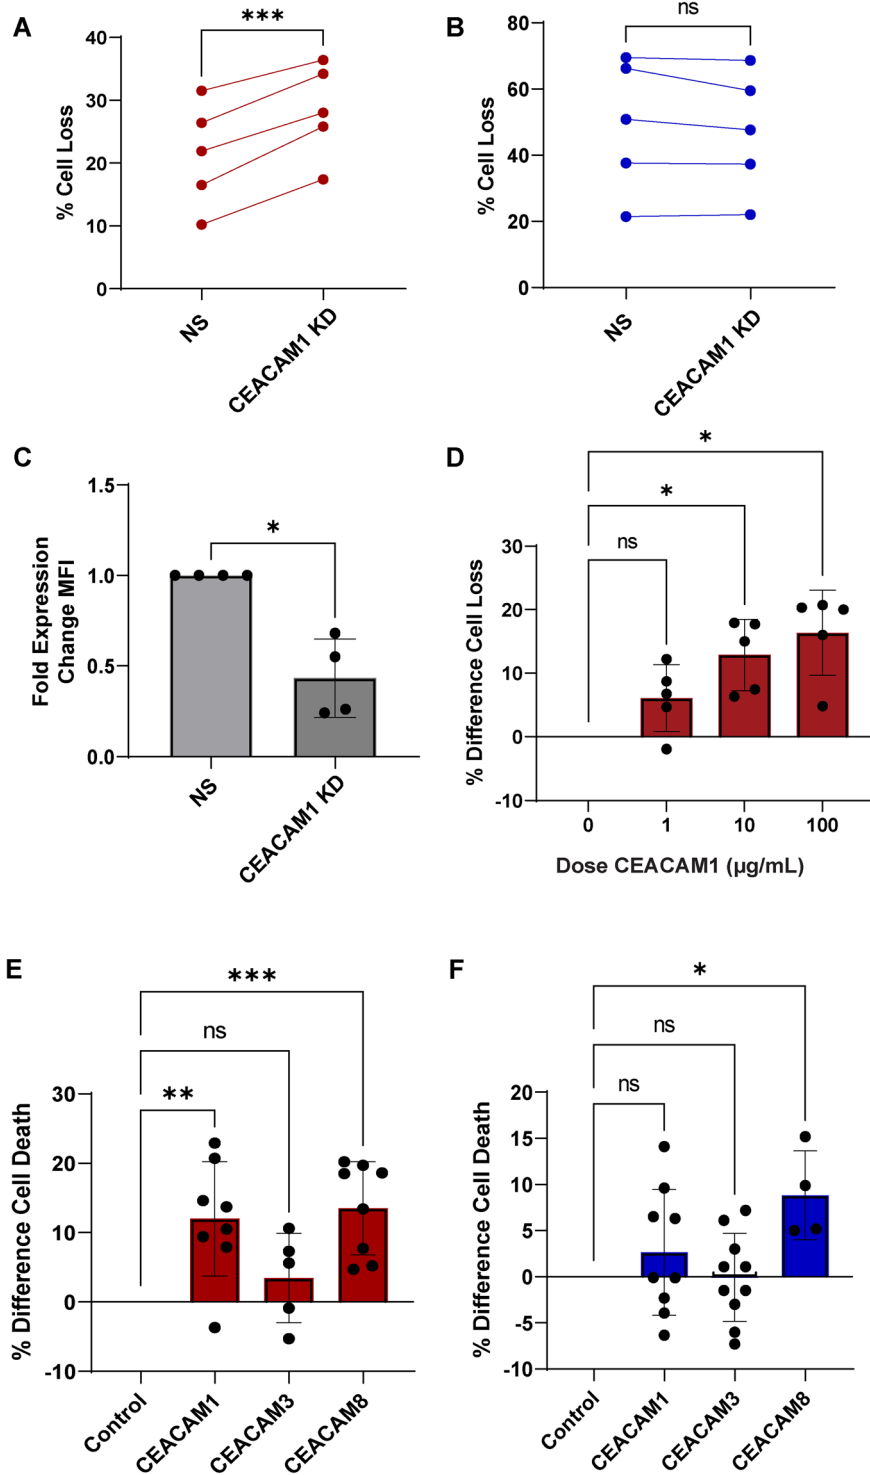 A
***
% Cell Loss
40
30
20
10
0
NS
CEACAM1 KD
B
ns
% Cell Loss
80
60
40
20
0
NS
CEACAM1 KD
C
*
Fold Expression
Change MFI
1.5
1.0
0.5
0.0
NS
CEACAM1 KD
D
*
*
ns
% Difference Cell Loss
30
20
10
0
-10
0 1 10 100
Dose CEACAM1 (µg/mL)
E
***
ns
**
% Difference Cell Death
30
20
10
0
-10
Control
CEACAM1
CEACAM3
CEACAM8
F
*
ns
ns
% Difference Cell Death
20
15
10
5
0
-5
-10
Control
CEACAM1
CEACAM3
CEACAM8